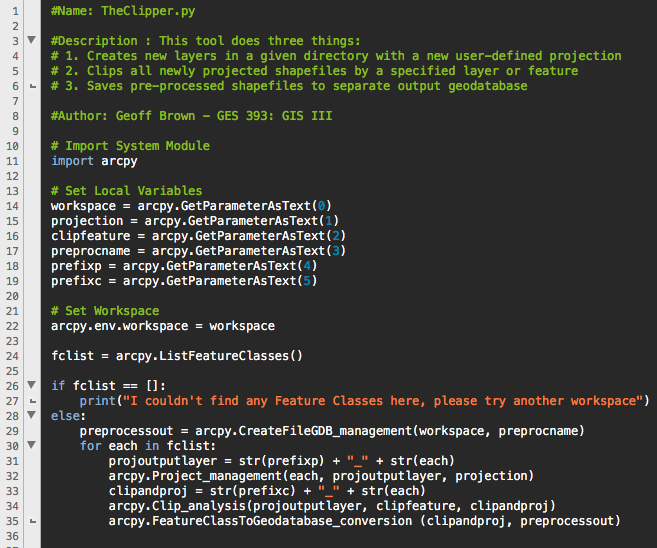 1 #Name: TheClipper.py
2
3 #Description : This tool does three things:
4 # 1. Creates new layers in a given directory with a new user-defined projection
5 # 2. Clips all newly projected shapefiles by a specified layer or feature
6 # 3. Saves pre-processed shapefiles to separate output geodatabase
7
8 #Author: Geoff Brown - GES 393: GIS III
9
10 # Import System Module
11 import arcpy
12
13 # Set Local Variables
14 workspace = arcpy.GetParameterAsText(0)
15 projection = arcpy.GetParameterAsText(1)
16 clipfeature = arcpy.GetParameterAsText(2)
17 preprocname = arcpy.GetParameterAsText(3)
18 prefixp = arcpy.GetParameterAsText(4)
19 prefixc = arcpy.GetParameterAsText(5)
20
21 # Set Workspace
22 arcpy.env.workspace = workspace
23
24 fclist = arcpy.ListFeatureClasses()
25
26 if fclist == []:
27     print("I couldn't find any Feature Classes here, please try another workspace")
28 else:
29     preprocessout = arcpy.CreateFileGDB_management(workspace, preprocname)
30     for each in fclist:
31         projoutputlayer = str(prefixp) + "_" + str(each)
32         arcpy.Project_management(each, projoutputlayer, projection)
33         clipandproj = str(prefixc) + "_" + str(each)
34         arcpy.Clip_analysis(projoutputlayer, clipfeature, clipandproj)
35         arcpy.FeatureClassToGeodatabase_conversion (clipandproj, preprocessout)
36